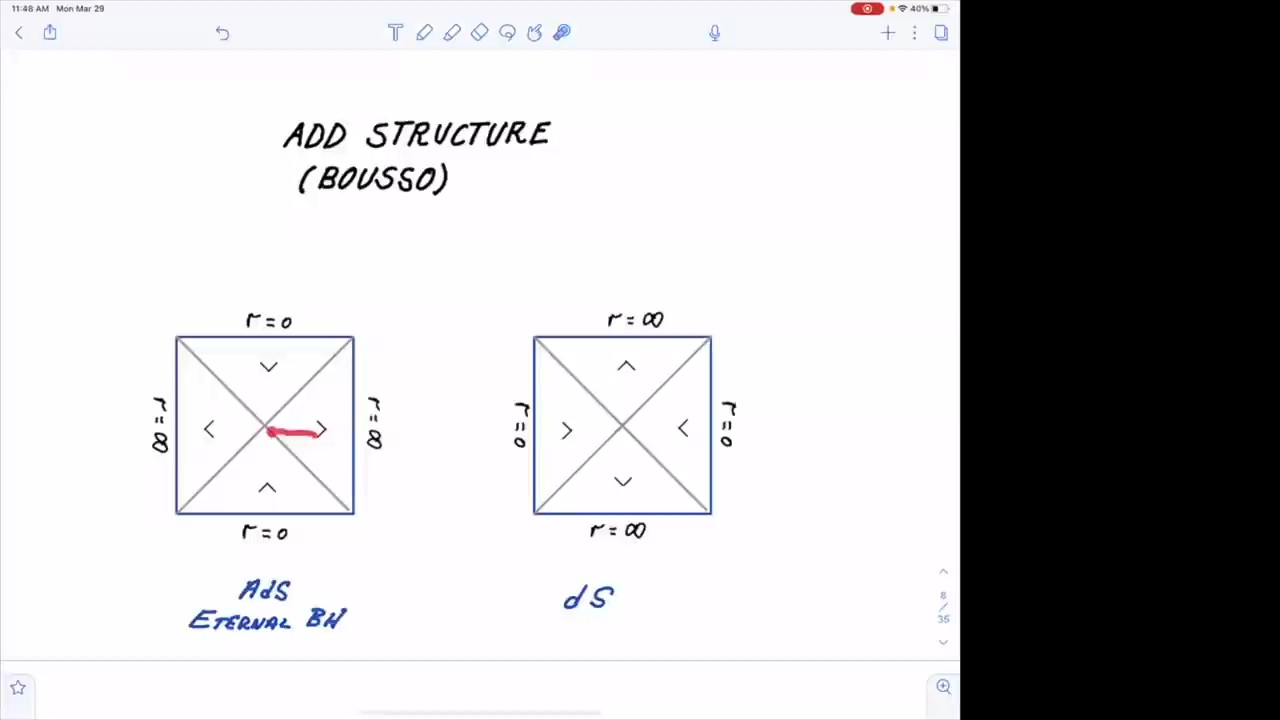 11:48 AM Mon Mar 29
40%
T
ADD STRUCTURE
(BOUSSO)
r = 0
r = ∞
r = ∞
r = ∞
r = 0
r = 0
r = 0
r = ∞
AdS
ETERNAL BH
dS
8
/
35